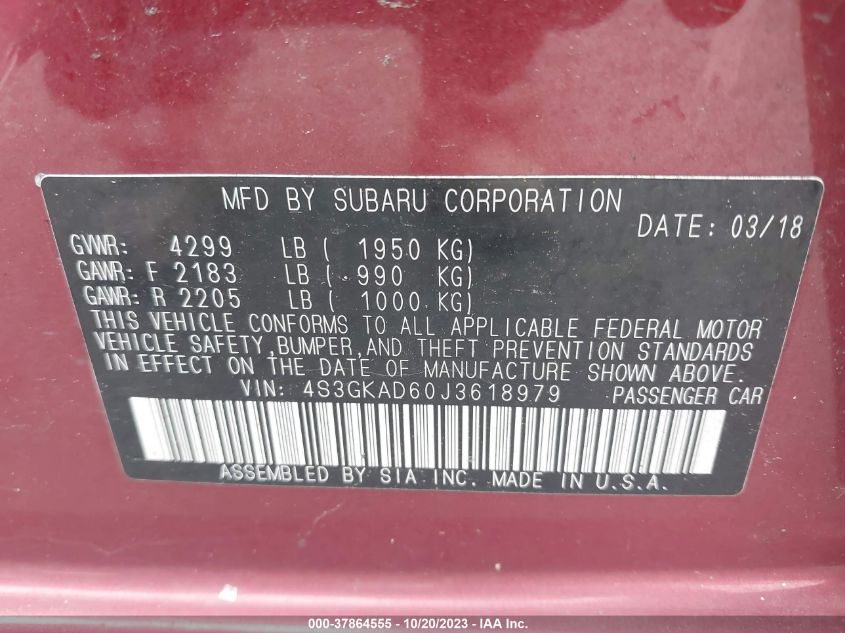 MFD BY SUBARU CORPORATION
DATE: 03/18
GVWR: 4299 LB ( 1950 KG)
GAWR: F 2183 LB ( 990 KG)
GAWR: R 2205 LB ( 1000 KG)
THIS VEHICLE CONFORMS TO ALL APPLICABLE FEDERAL MOTOR
VEHICLE SAFETY, BUMPER, AND THEFT PREVENTION STANDARDS
IN EFFECT ON THE DATE OF MANUFACTURE SHOWN ABOVE.
VIN: 4S3GKAD60J3618979 PASSENGER CAR
ASSEMBLED BY SIA INC. MADE IN U.S.A.
000-37864555 - 10/20/2023 - IAA Inc.